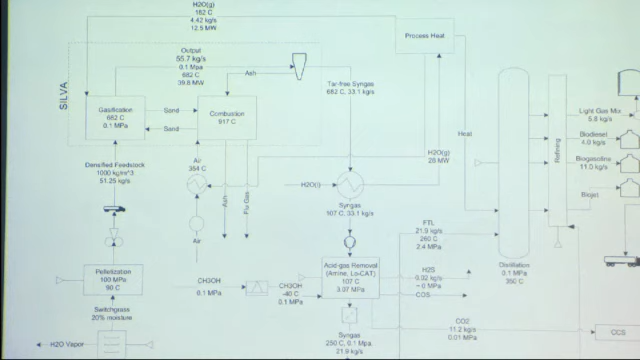 H2O(g)
182 C
4.42 kg/s
12.5 MW
Process Heat
Output
55.7 kg/s
0.1 Mpa
682 C
39.8 MW
SILVA
Ash
Tar-free Syngas
682 C, 33.1 kg/s
Gasification
682 C
0.1 MPa
Sand
Sand
Combustion
917 C
Light Gas Mix
5.8 kg/s
Biodiesel
4.9 kg/s
Biogasoline
11.0 kg/s
Biojet
Refining
Heat
H2O(g)
28 MW
Densified Feedstock
1000 kg/m^3
51.25 kg/s
Air
354 C
Ash
Flu Gas
H2O(l)
Syngas
107 C, 33.1 kg/s
Air
FTL
21.9 kg/s
260 C
2.4 MPa
Distillation
0.1 MPa
350 C
Pelletization
100 MPa
90 C
CH3OH
0.1 MPa
CH3OH
-40 C
0.1 MPa
Acid-gas Removal
(Amine, Lo-CAT)
107 C
3.07 MPa
H2S
0.02 kg/s
~0 MPa
COS
Switchgrass
20% moisture
H2O Vapor
Syngas
250 C, 0.1 Mpa
21.9 kg/s
CO2
11.2 kg/s
0.01 MPa
CCS